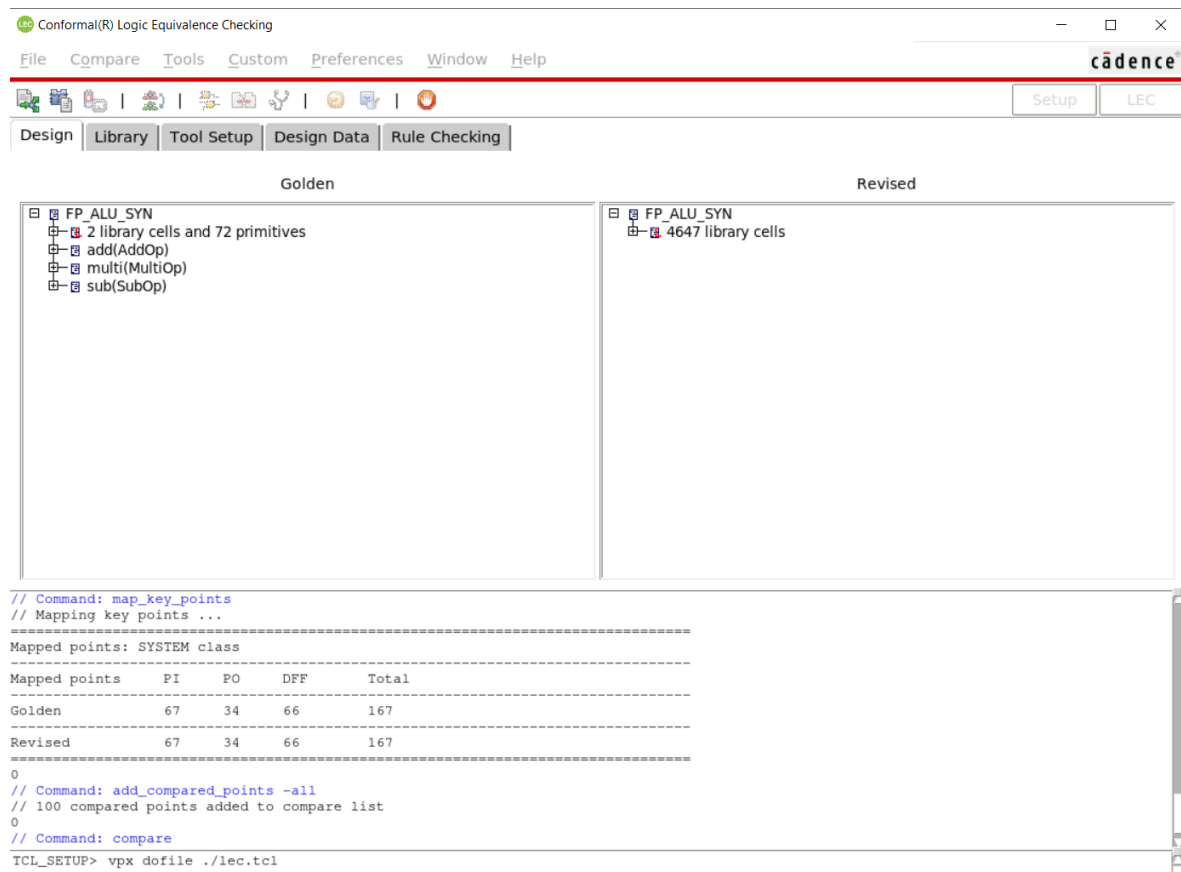 LEC Conformal(R) Logic Equivalence Checking
File Compare Tools Custom Preferences Window Help
cādence®
Setup LEC
Design Library Tool Setup Design Data Rule Checking
Golden Revised
FP_ALU_SYN
2 library cells and 72 primitives
add(AddOp)
multi(MultiOp)
sub(SubOp)
FP_ALU_SYN
4647 library cells
// Command: map_key_points
// Mapping key points ...
================================================================================
Mapped points: SYSTEM class
--------------------------------------------------------------------------------
Mapped points PI PO DFF Total
--------------------------------------------------------------------------------
Golden 67 34 66 167
--------------------------------------------------------------------------------
Revised 67 34 66 167
================================================================================
0
// Command: add_compared_points -all
// 100 compared points added to compare list
0
// Command: compare
TCL_SETUP> vpx dofile ./lec.tcl